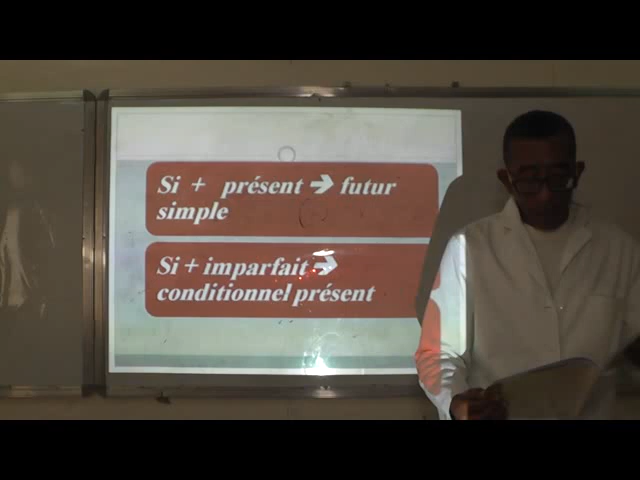 Si + présent ➔ futur
simple
Si + imparfait ➔
conditionnel présent